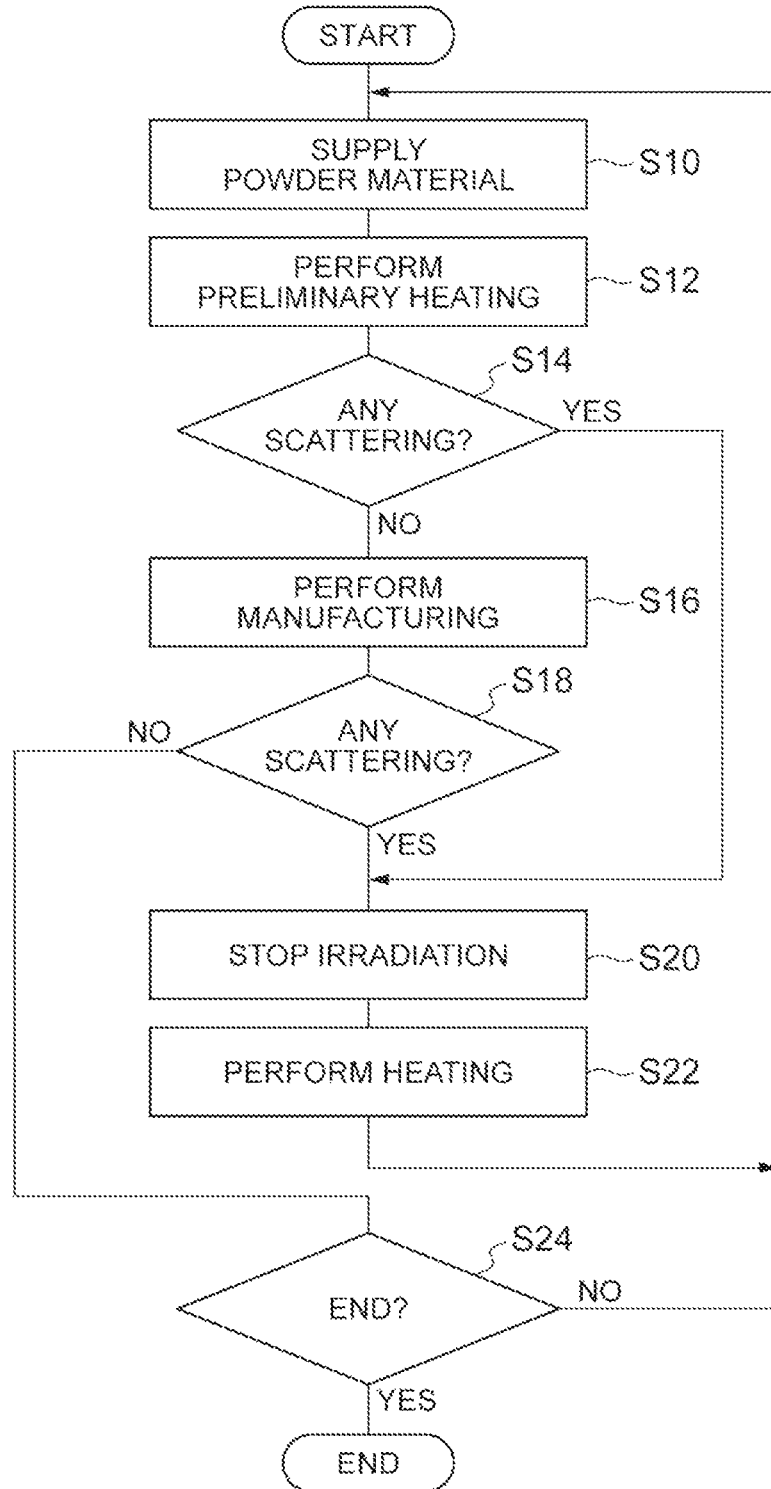 START
SUPPLY
POWDER MATERIAL
S10
PERFORM
PRELIMINARY HEATING
S12
S14
ANY
SCATTERING?
YES
NO
PERFORM
MANUFACTURING
S16
S18
NO
ANY
SCATTERING?
YES
STOP IRRADIATION
S20
PERFORM HEATING
S22
S24
END?
NO
YES
END